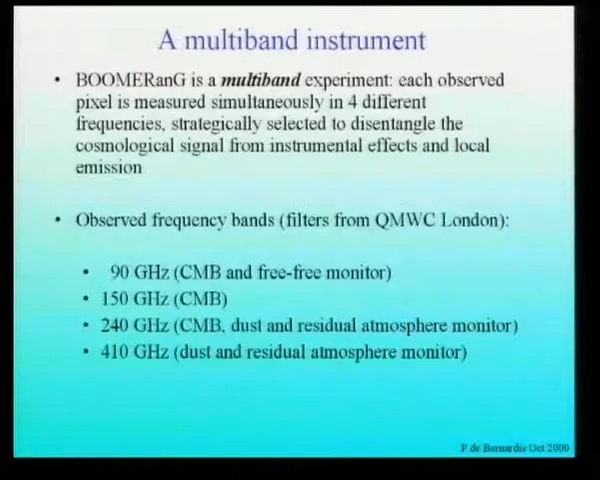 A multiband instrument
• BOOMERanG is a multiband experiment: each observed
pixel is measured simultaneously in 4 different
frequencies, strategically selected to disentangle the
cosmological signal from instrumental effects and local
emission
• Observed frequency bands (filters from QMWC London):
• 90 GHz (CMB and free-free monitor)
• 150 GHz (CMB)
• 240 GHz (CMB, dust and residual atmosphere monitor)
• 410 GHz (dust and residual atmosphere monitor)
P. de Bernardis Oct 2000